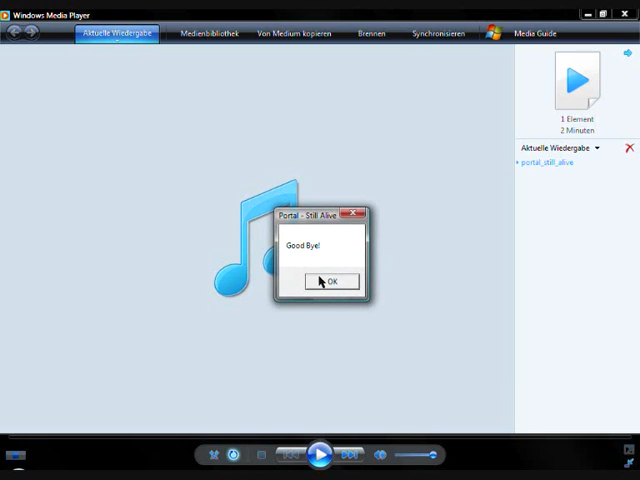 Windows Media Player
Aktuelle Wiedergabe
Medienbibliothek
Von Medium kopieren
Brennen
Synchronisieren
Media Guide
1 Element
2 Minuten
Aktuelle Wiedergabe
portal_still_alive
Portal - Still Alive
Good Bye!
OK